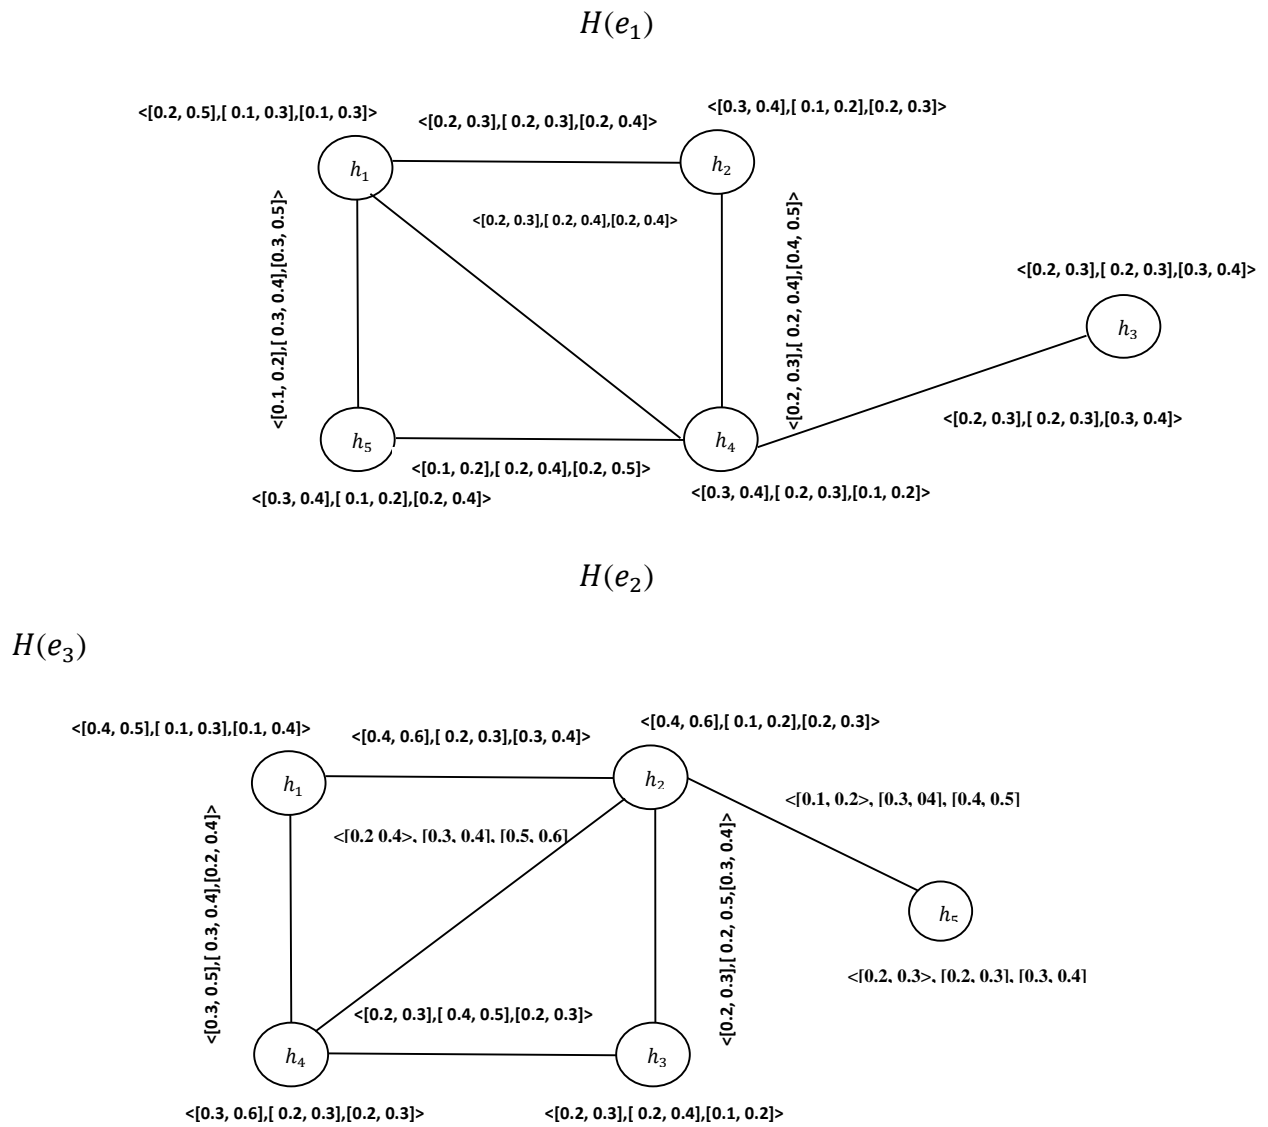 H(e₁)
<[0.2, 0.5],[ 0.1, 0.3],[0.1, 0.3]>
<[0.2, 0.3],[ 0.2, 0.3],[0.2, 0.4]>
<[0.3, 0.4],[ 0.1, 0.2],[0.2, 0.3]>
h₁
h₂
<[0.1, 0.2],[ 0.3, 0.4],[0.3, 0.5]>
<[0.2, 0.3],[ 0.2, 0.4],[0.2, 0.4]>
<[0.2, 0.3],[ 0.2, 0.4],[0.4, 0.5]>
<[0.2, 0.3],[ 0.2, 0.3],[0.3, 0.4]>
h₃
<[0.2, 0.3],[ 0.2, 0.3],[0.3, 0.4]>
h₅
h₄
<[0.1, 0.2],[ 0.2, 0.4],[0.2, 0.5]>
<[0.3, 0.4],[ 0.1, 0.2],[0.2, 0.4]>
<[0.3, 0.4],[ 0.2, 0.3],[0.1, 0.2]>
H(e₂)
H(e₃)
<[0.4, 0.5],[ 0.1, 0.3],[0.1, 0.4]>
<[0.4, 0.6],[ 0.2, 0.3],[0.3, 0.4]>
<[0.4, 0.6],[ 0.1, 0.2],[0.2, 0.3]>
h₁
h₂
<[0.1, 0.2>, [0.3, 04], [0.4, 0.5]
<[0.3, 0.5],[ 0.3, 0.4],[0.2, 0.4]>
<[0.2 0.4>, [0.3, 0.4], [0.5, 0.6]
<[0.2, 0.3],[ 0.2, 0.5,[0.3, 0.4]>
h₅
<[0.2, 0.3>, [0.2, 0.3], [0.3, 0.4]
<[0.2, 0.3],[ 0.4, 0.5],[0.2, 0.3]>
h₄
h₃
<[0.3, 0.6],[ 0.2, 0.3],[0.2, 0.3]>
<[0.2, 0.3],[ 0.2, 0.4],[0.1, 0.2]>